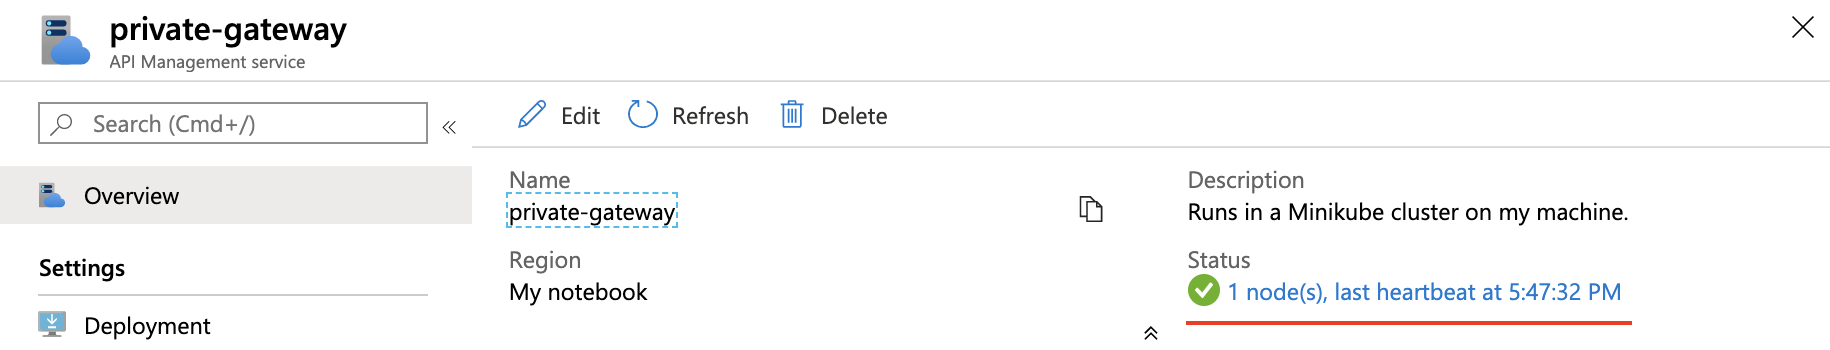 private-gateway
API Management service
Search (Cmd+/)
«
Overview
Settings
Deployment
Edit
Refresh
Delete
Name
private-gateway
Region
My notebook
Description
Runs in a Minikube cluster on my machine.
Status
1 node(s), last heartbeat at 5:47:32 PM